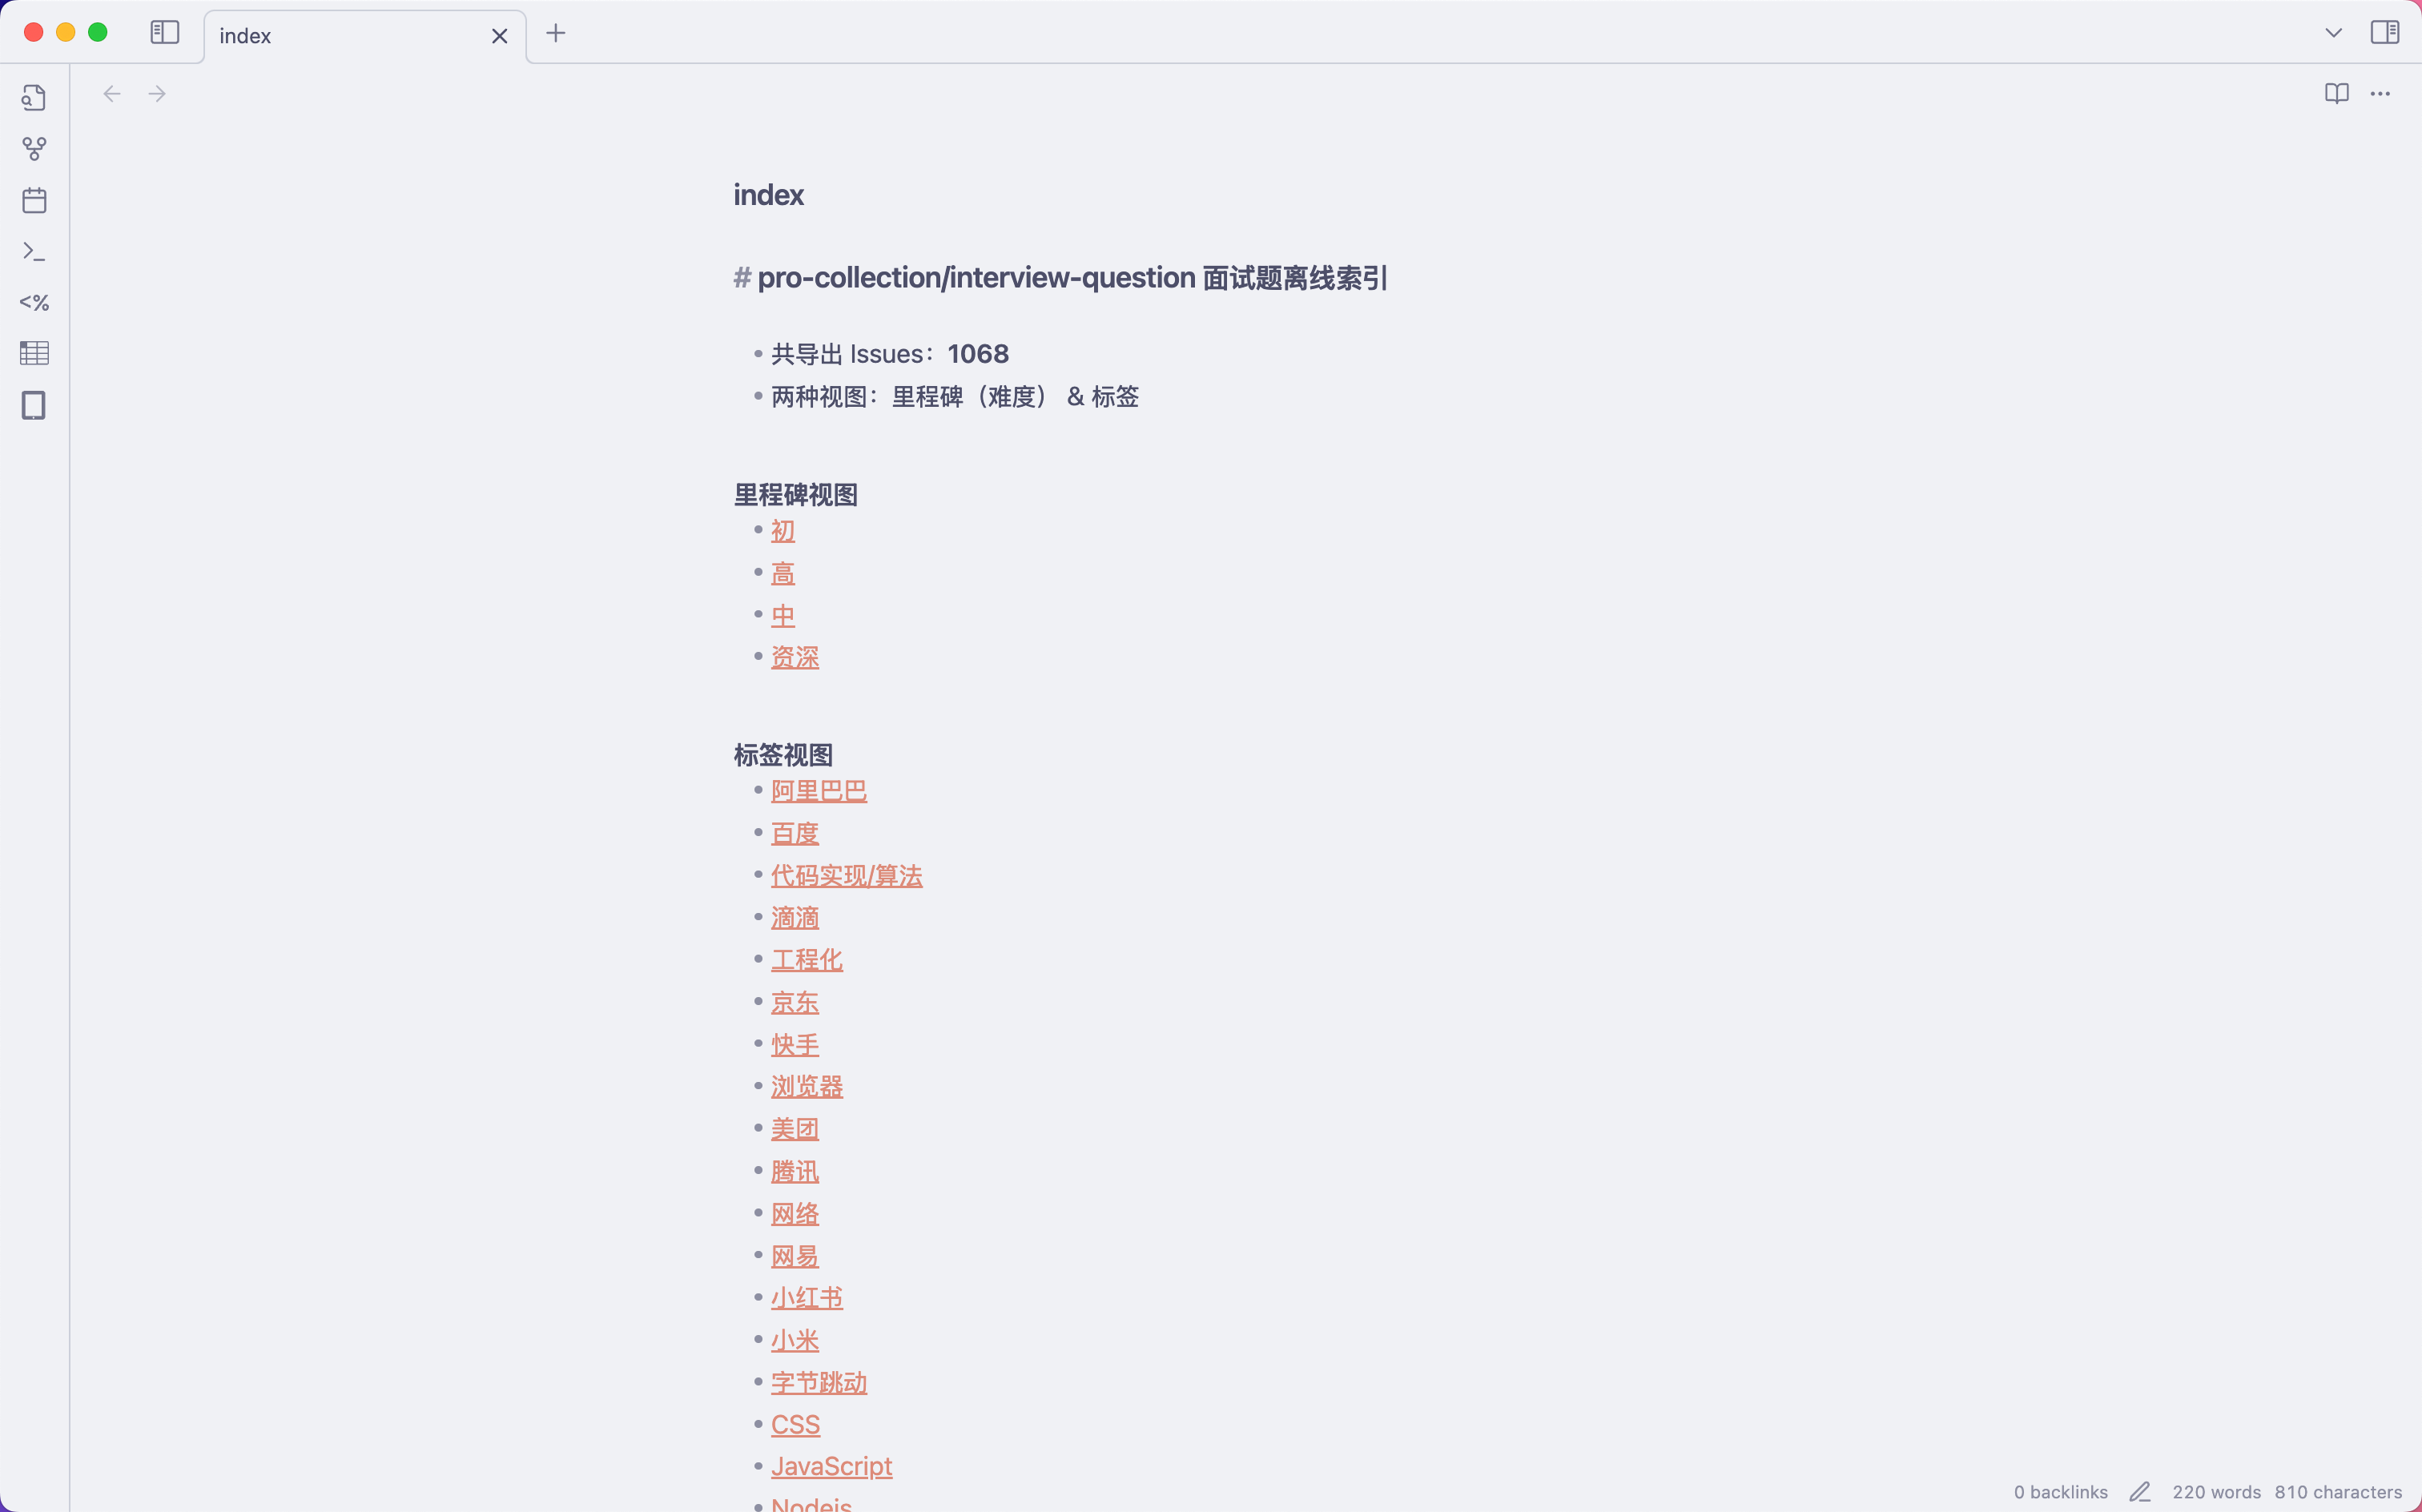 index
index
# pro-collection/interview-question 面试题离线索引
共导出 Issues：1068
两种视图：里程碑（难度） & 标签
里程碑视图
初
高
中
资深
标签视图
阿里巴巴
百度
代码实现/算法
滴滴
工程化
京东
快手
浏览器
美团
腾讯
网络
网易
小红书
小米
字节跳动
CSS
JavaScript
Nodejs
0 backlinks 220 words 810 characters